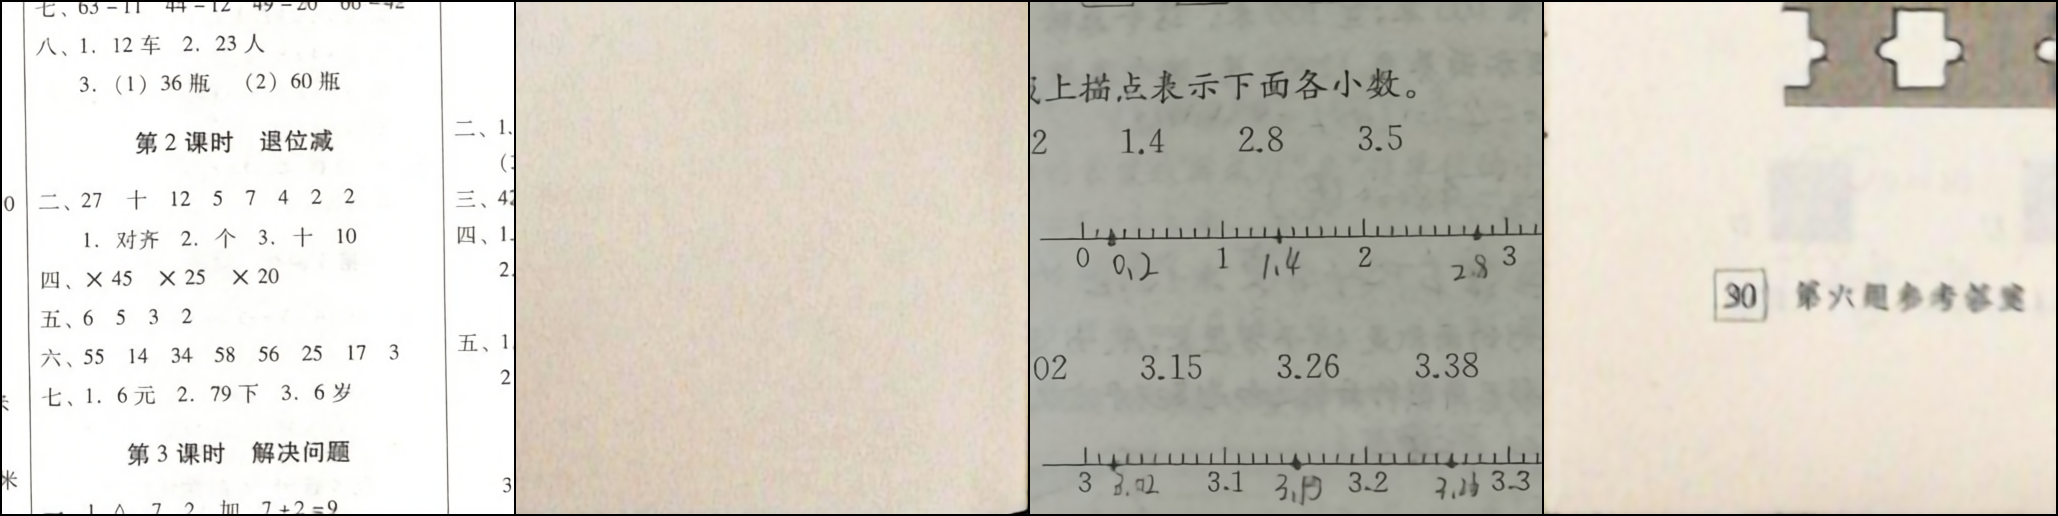 七、63-11 44-12 49-20 66-42
八、1. 12车 2. 23人
3.（1）36瓶 （2）60瓶
第2课时 退位减
二、27 十 12 5 7 4 2 2
1. 对齐 2. 个 3. 十 10
四、×45 ×25 ×20
五、6 5 3 2
六、55 14 34 58 56 25 17 3
七、1. 6元 2. 79下 3. 6岁
第3课时 解决问题
7+2=9
0
米
二、1.
三、42
四、1.
2.
五、1
2
3
上描点表示下面各小数。
2 1.4 2.8 3.5
0 1 2 3
0.2 1.4 2.8
02 3.15 3.26 3.38
3 3.1 3.2 3.3
3.02 3.15 3.26
30 第六题参考答案